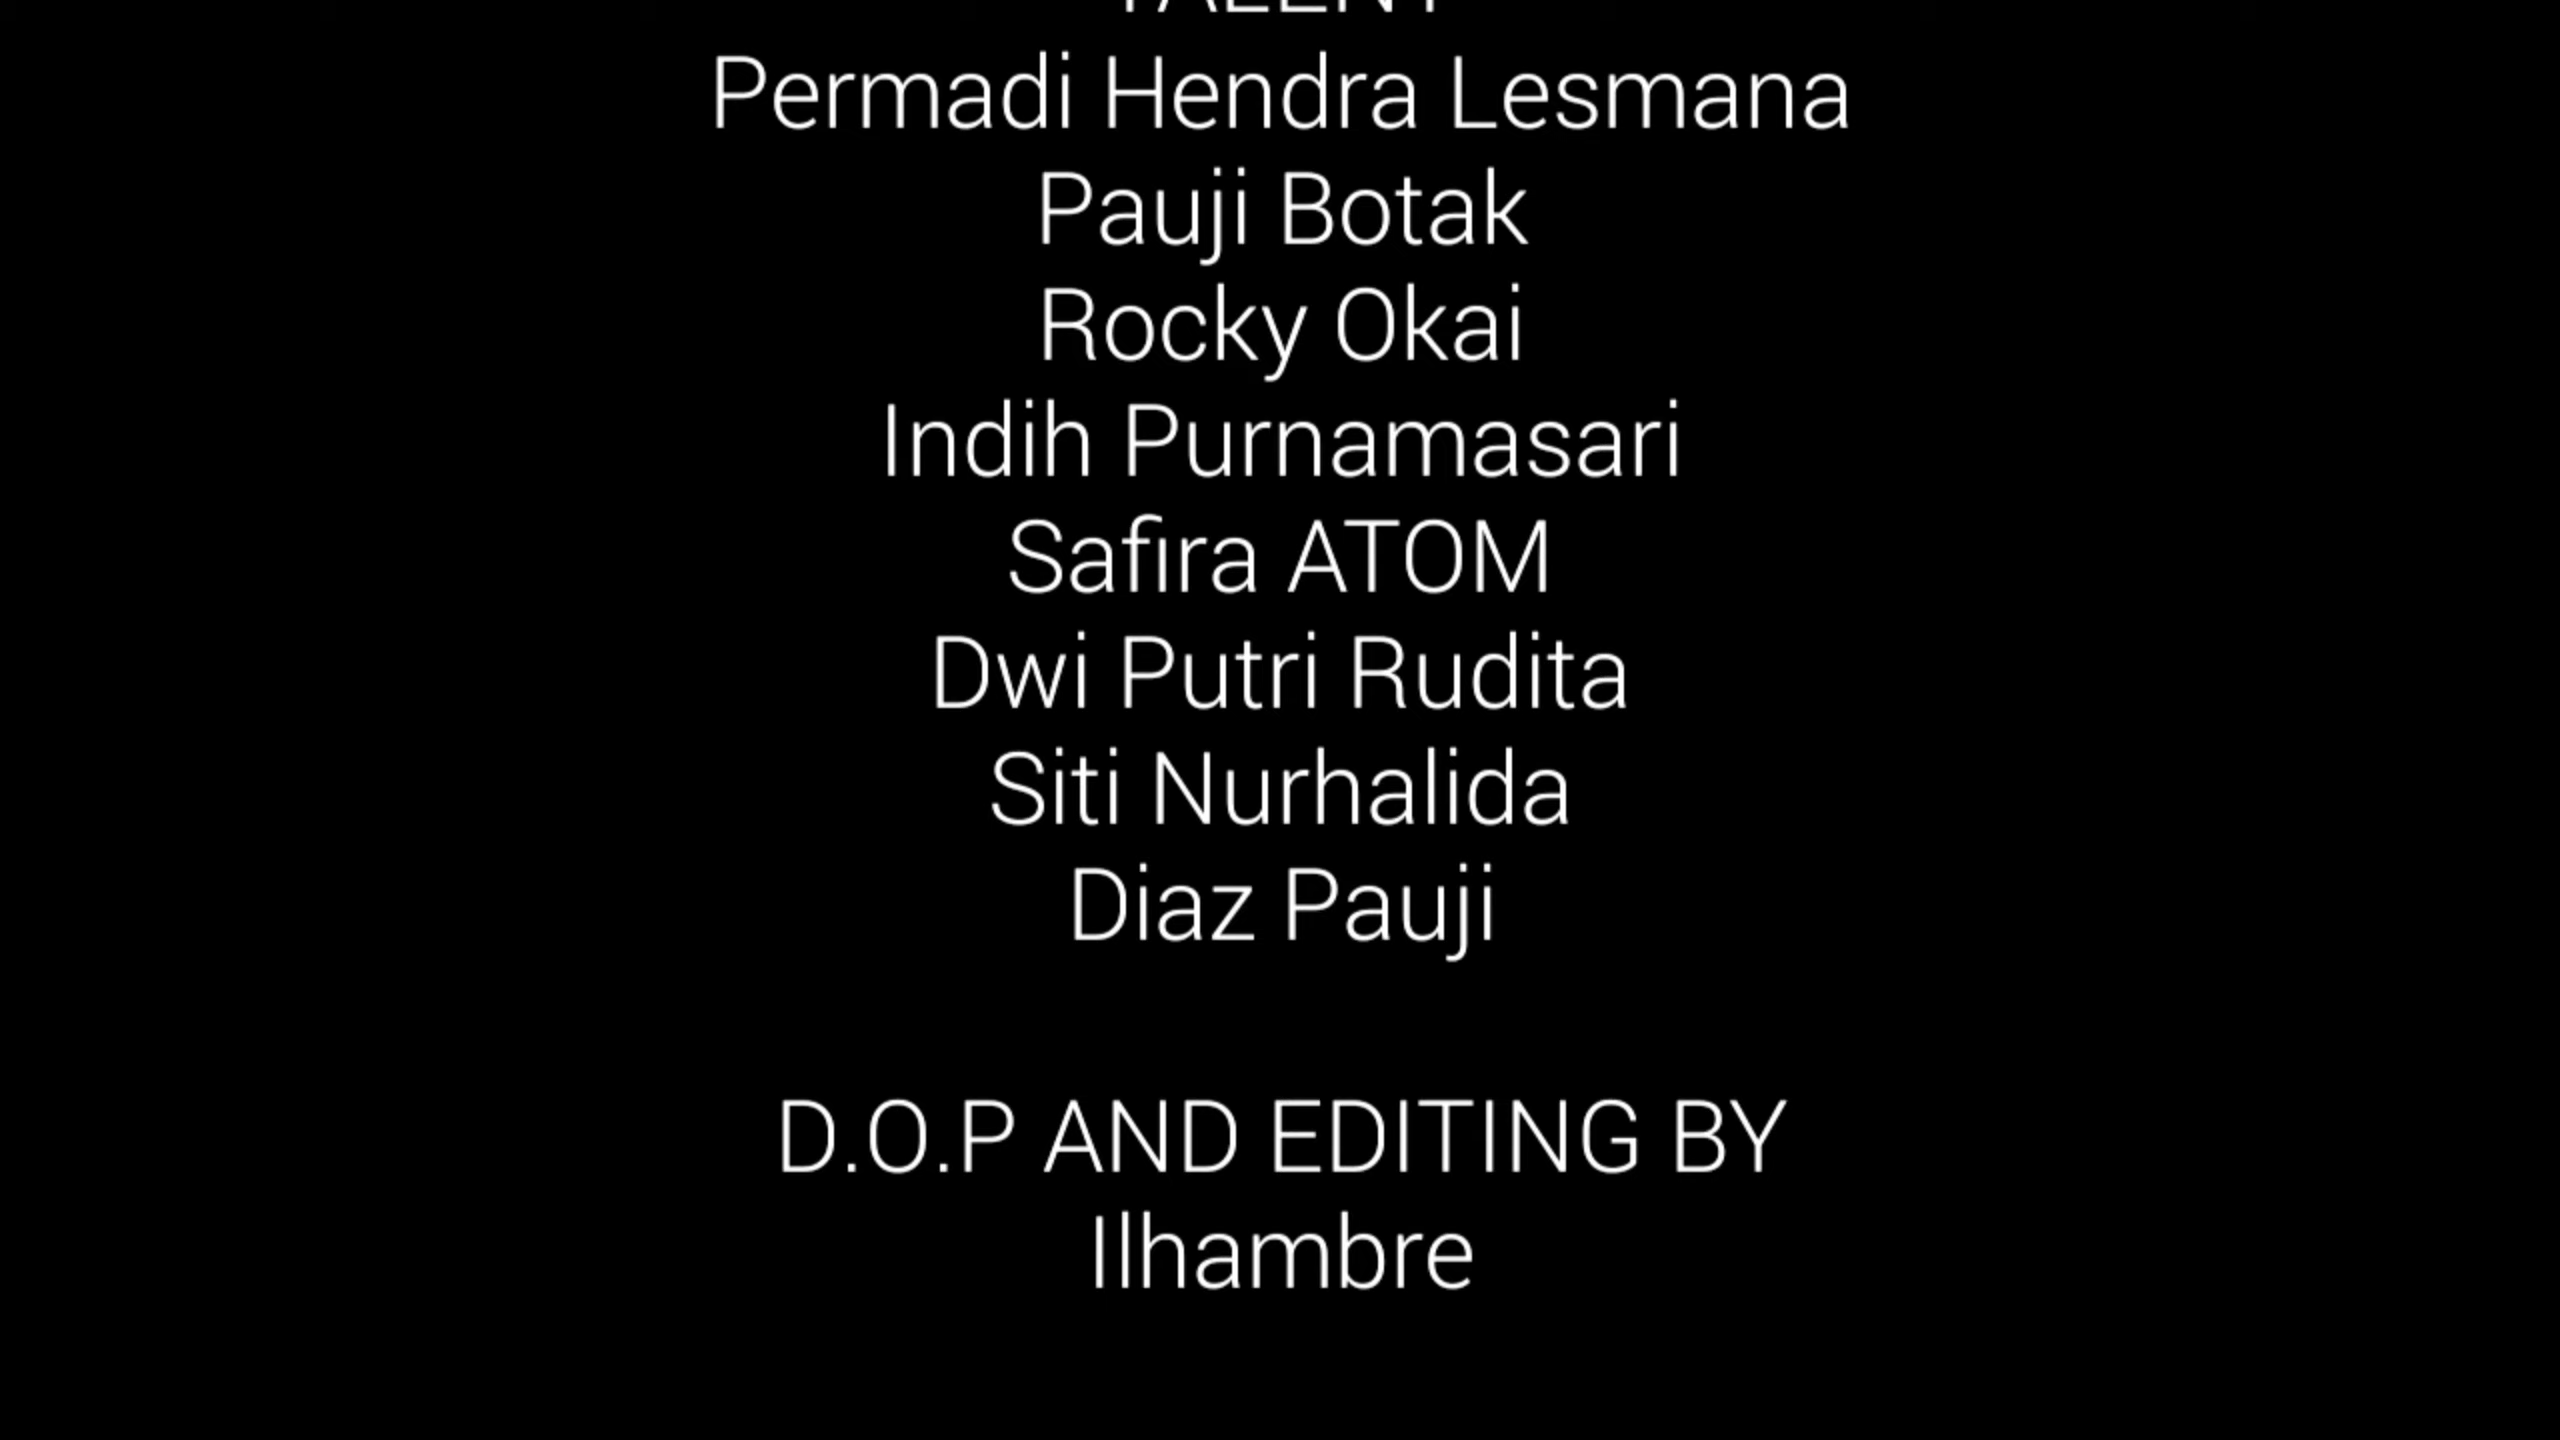 TALENT
Permadi Hendra Lesmana
Pauji Botak
Rocky Okai
Indih Purnamasari
Safira ATOM
Dwi Putri Rudita
Siti Nurhalida
Diaz Pauji
D.O.P AND EDITING BY
Ilhambre